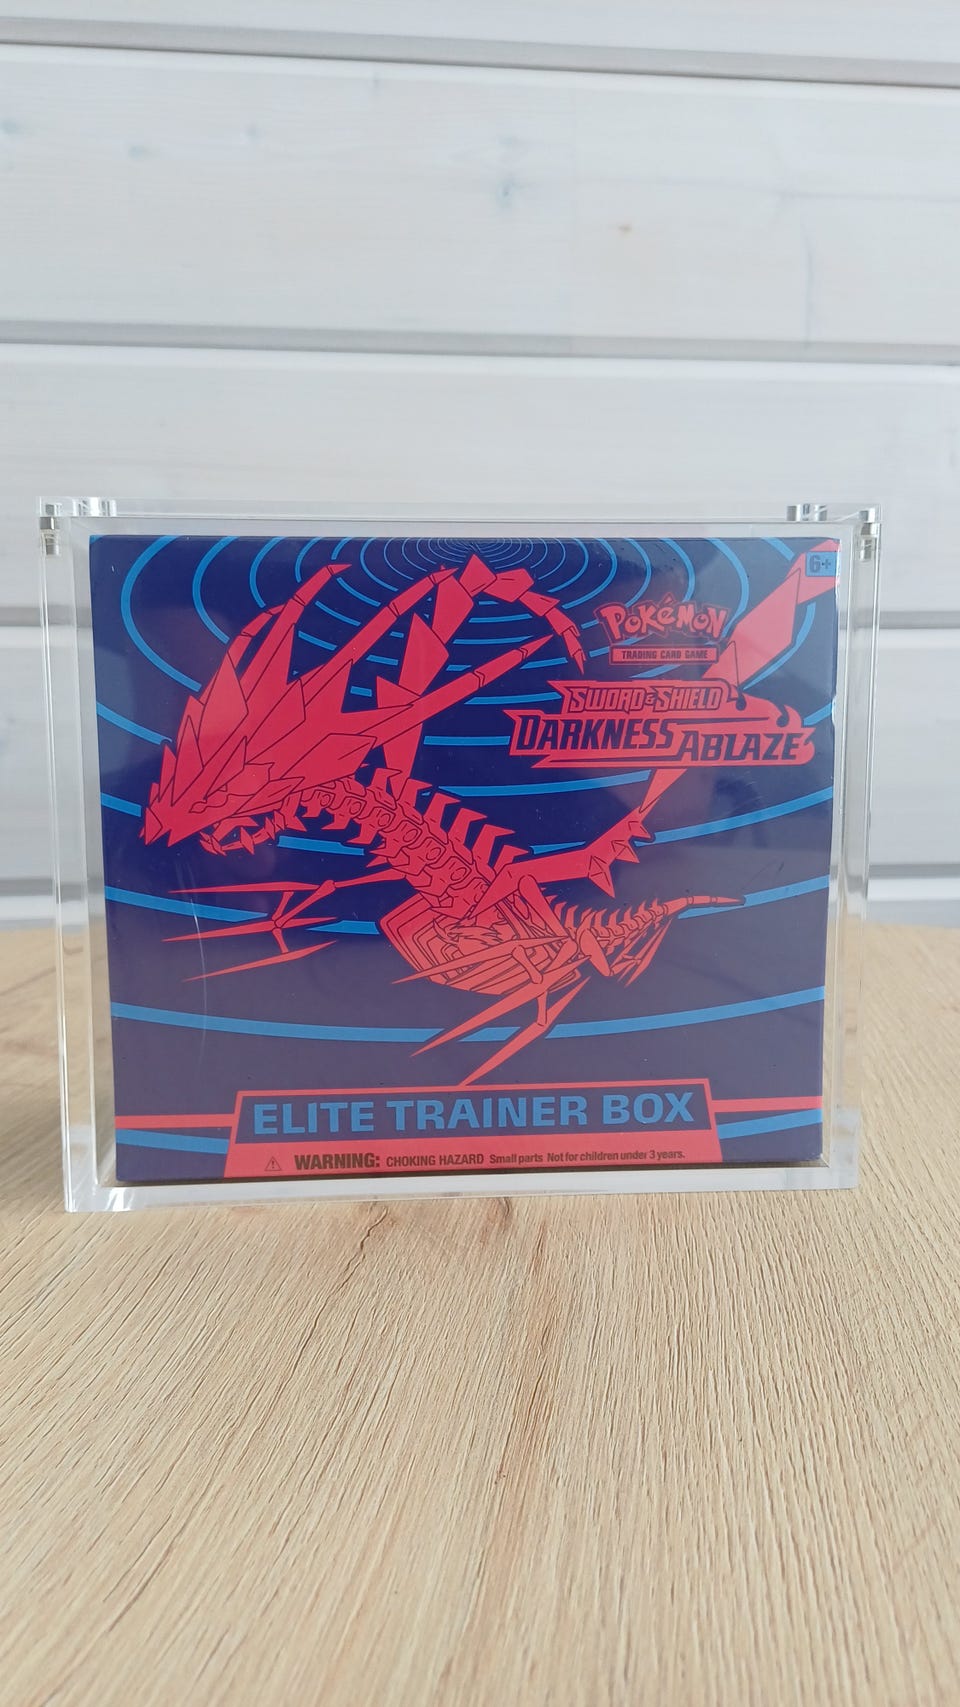 6+
POKéMON
TRADING CARD GAME
SWORD & SHIELD
DARKNESS ABLAZE
ELITE TRAINER BOX
⚠ WARNING: CHOKING HAZARD Small parts Not for children under 3 years.